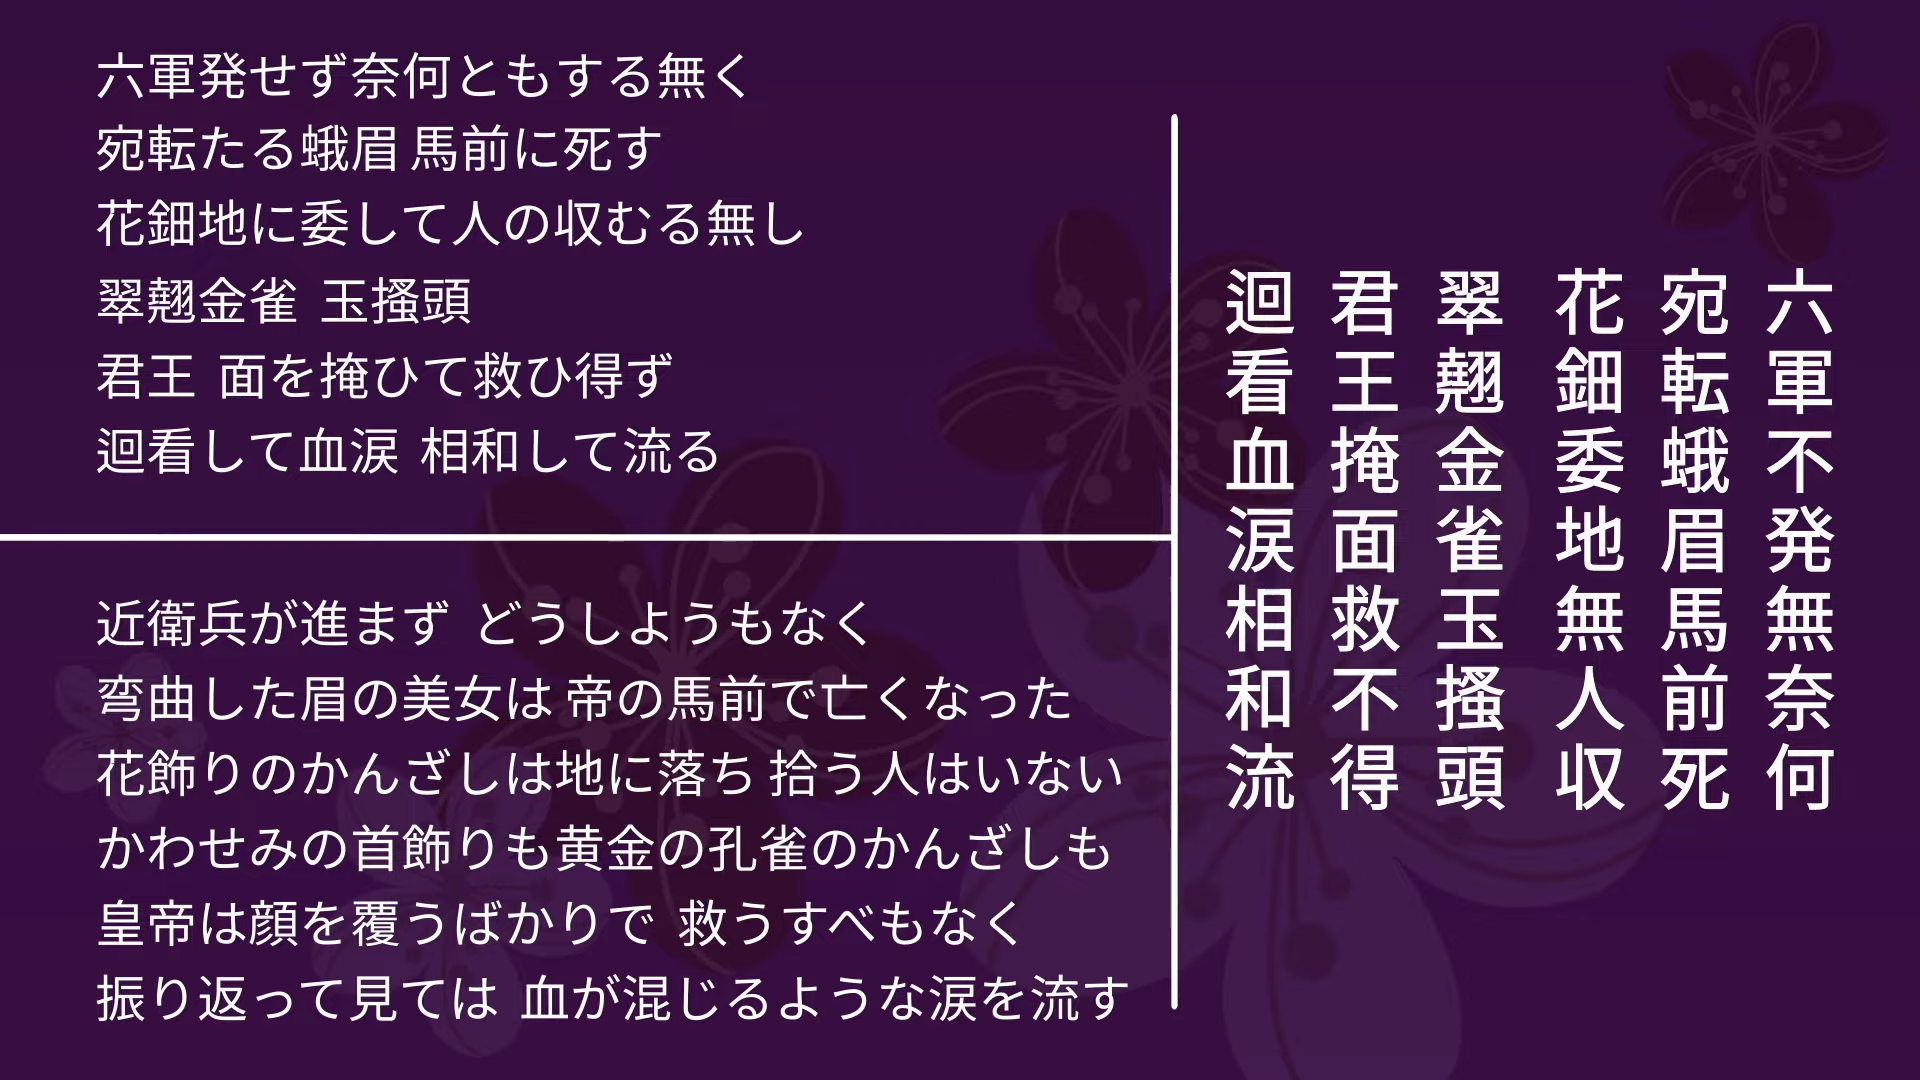 六軍発せず奈何ともする無く
宛転たる蛾眉 馬前に死す
花鈿地に委して人の収むる無し
翠翹金雀 玉搔頭
君王 面を掩ひて救ひ得ず
迴看して血涙 相和して流る
近衛兵が進まず どうしようもなく
弯曲した眉の美女は 帝の馬前で亡くなった
花飾りのかんざしは地に落ち 拾う人はいない
かわせみの首飾りも黄金の孔雀のかんざしも
皇帝は顔を覆うばかりで 救うすべもなく
振り返って見ては 血が混じるような涙を流す
六軍不発無奈何
宛転蛾眉馬前死
花鈿委地無人収
翠翹金雀玉搔頭
君王掩面救不得
迴看血涙相和流